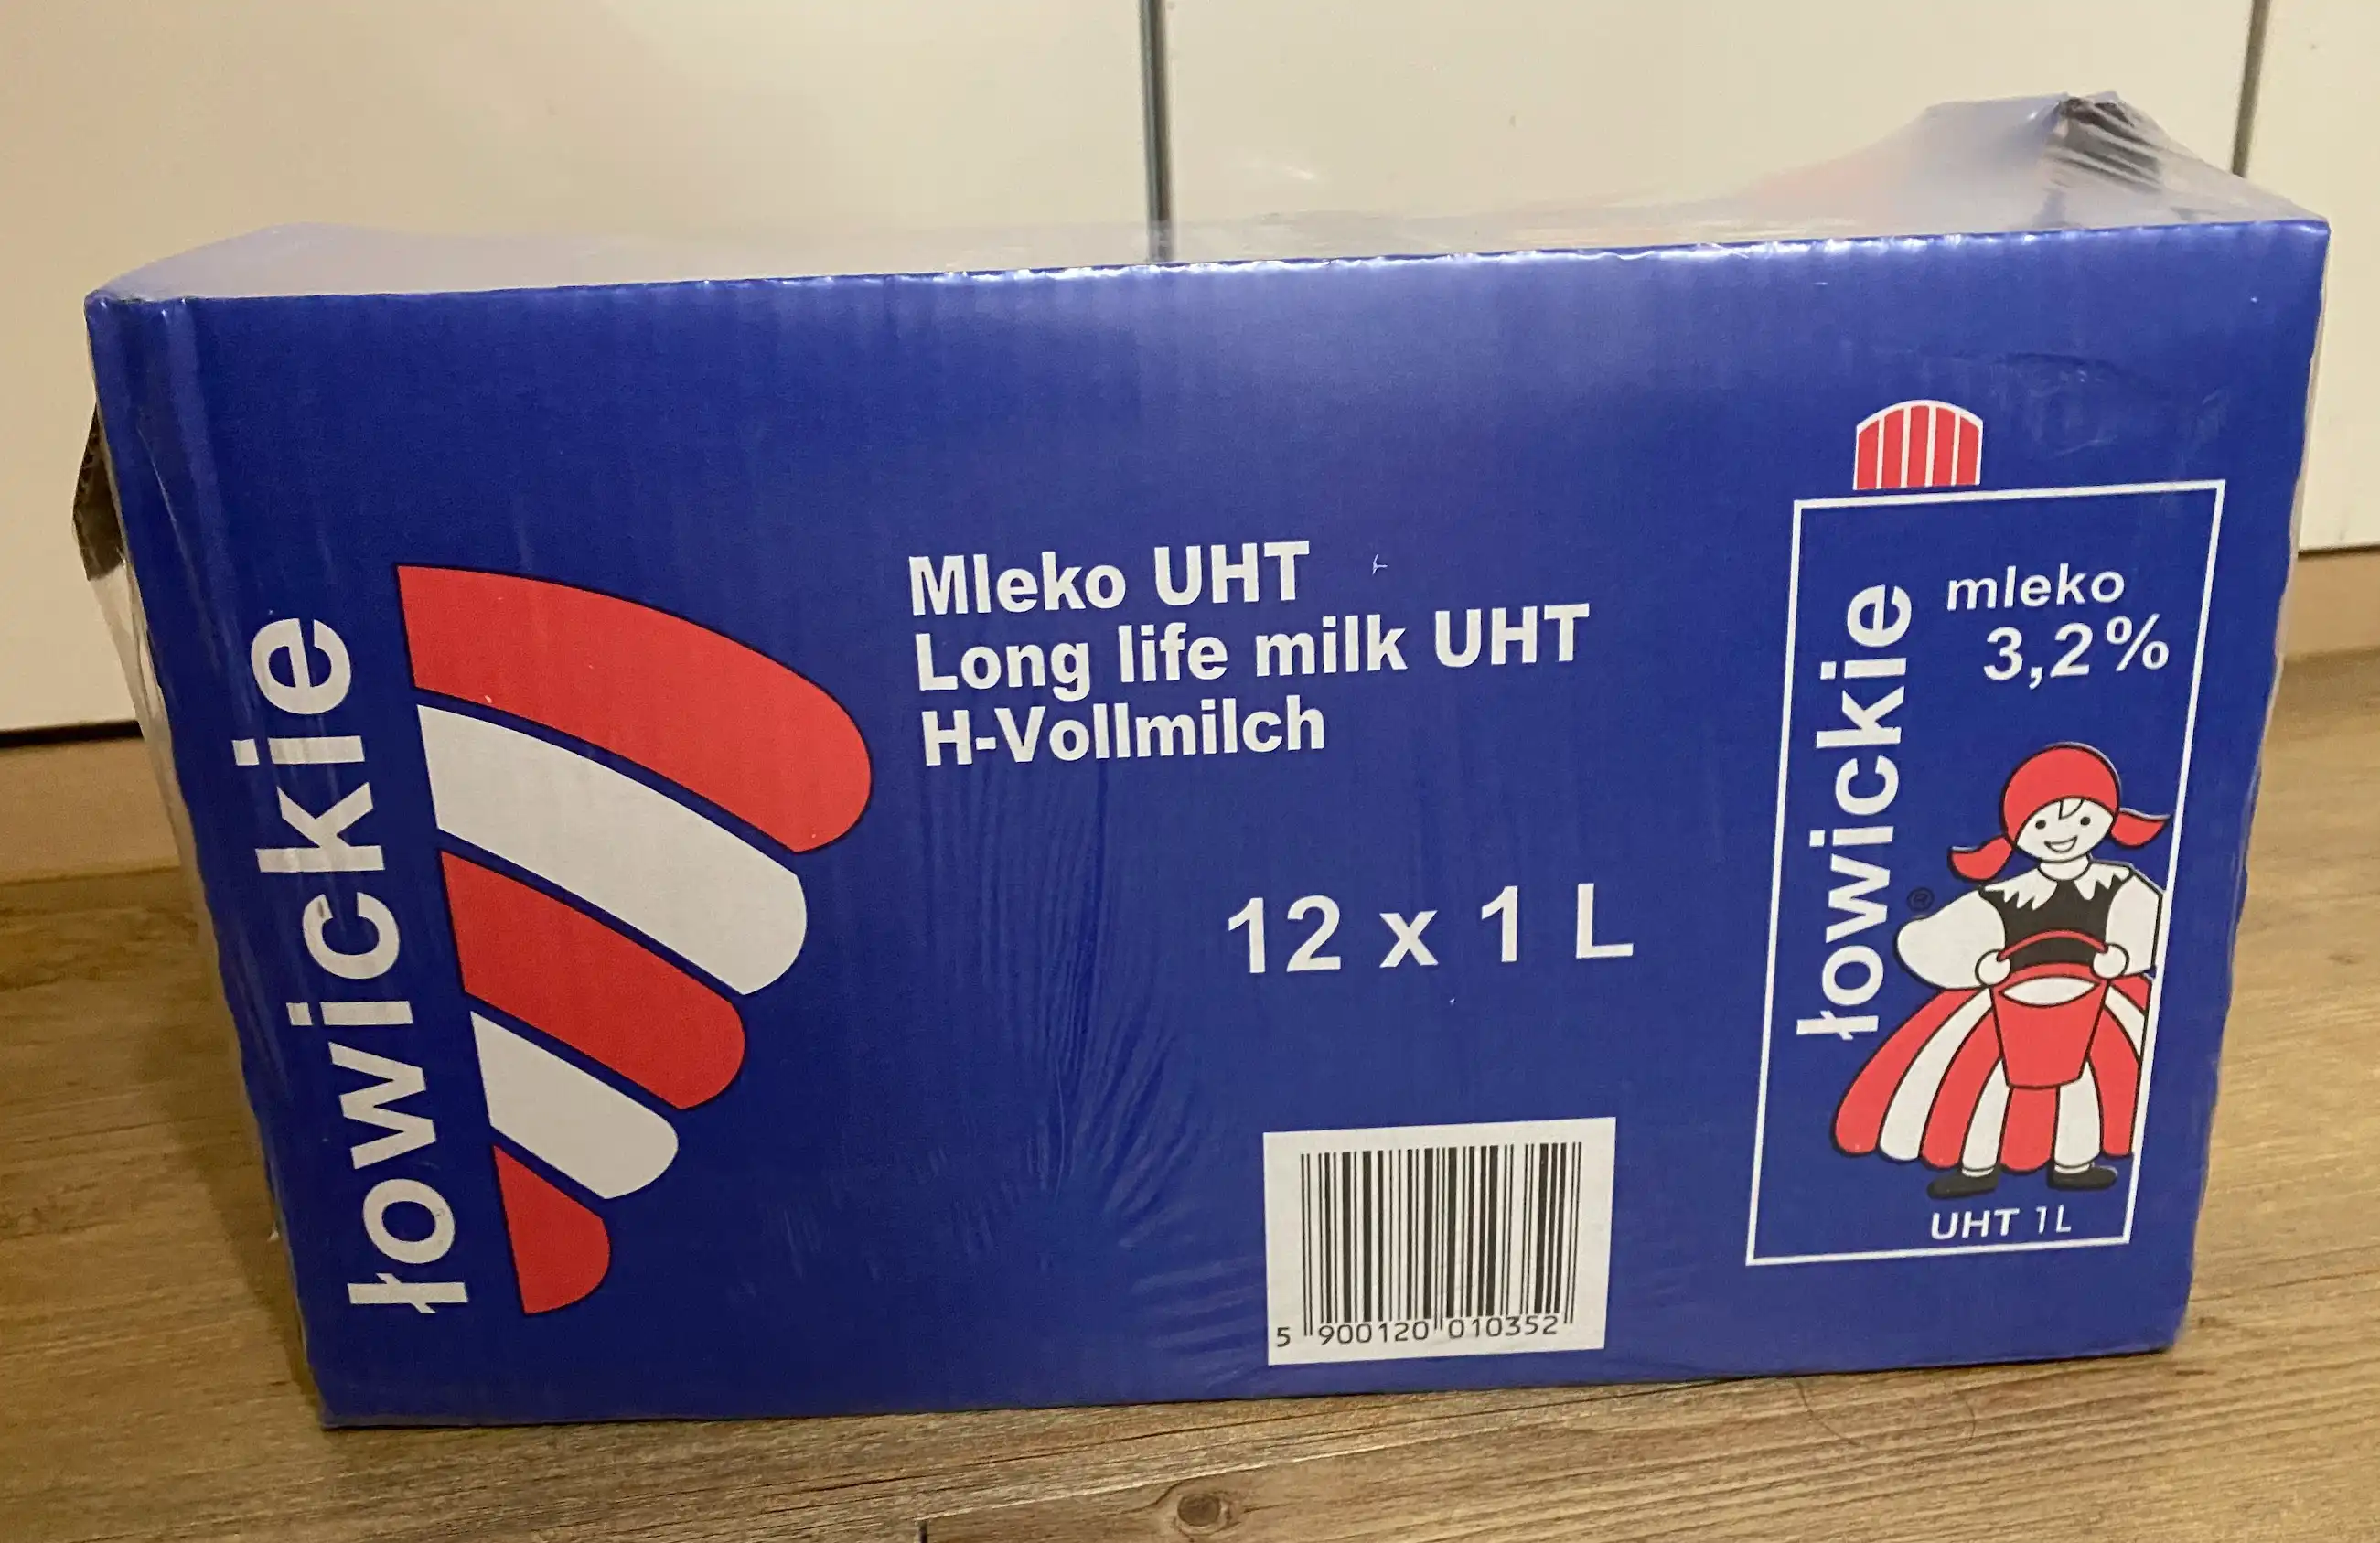 łowickie
Mleko UHT
Long life milk UHT
H-Vollmilch
12 x 1 L
5 900120 010352
mleko
3,2%
łowickie
®
UHT 1L